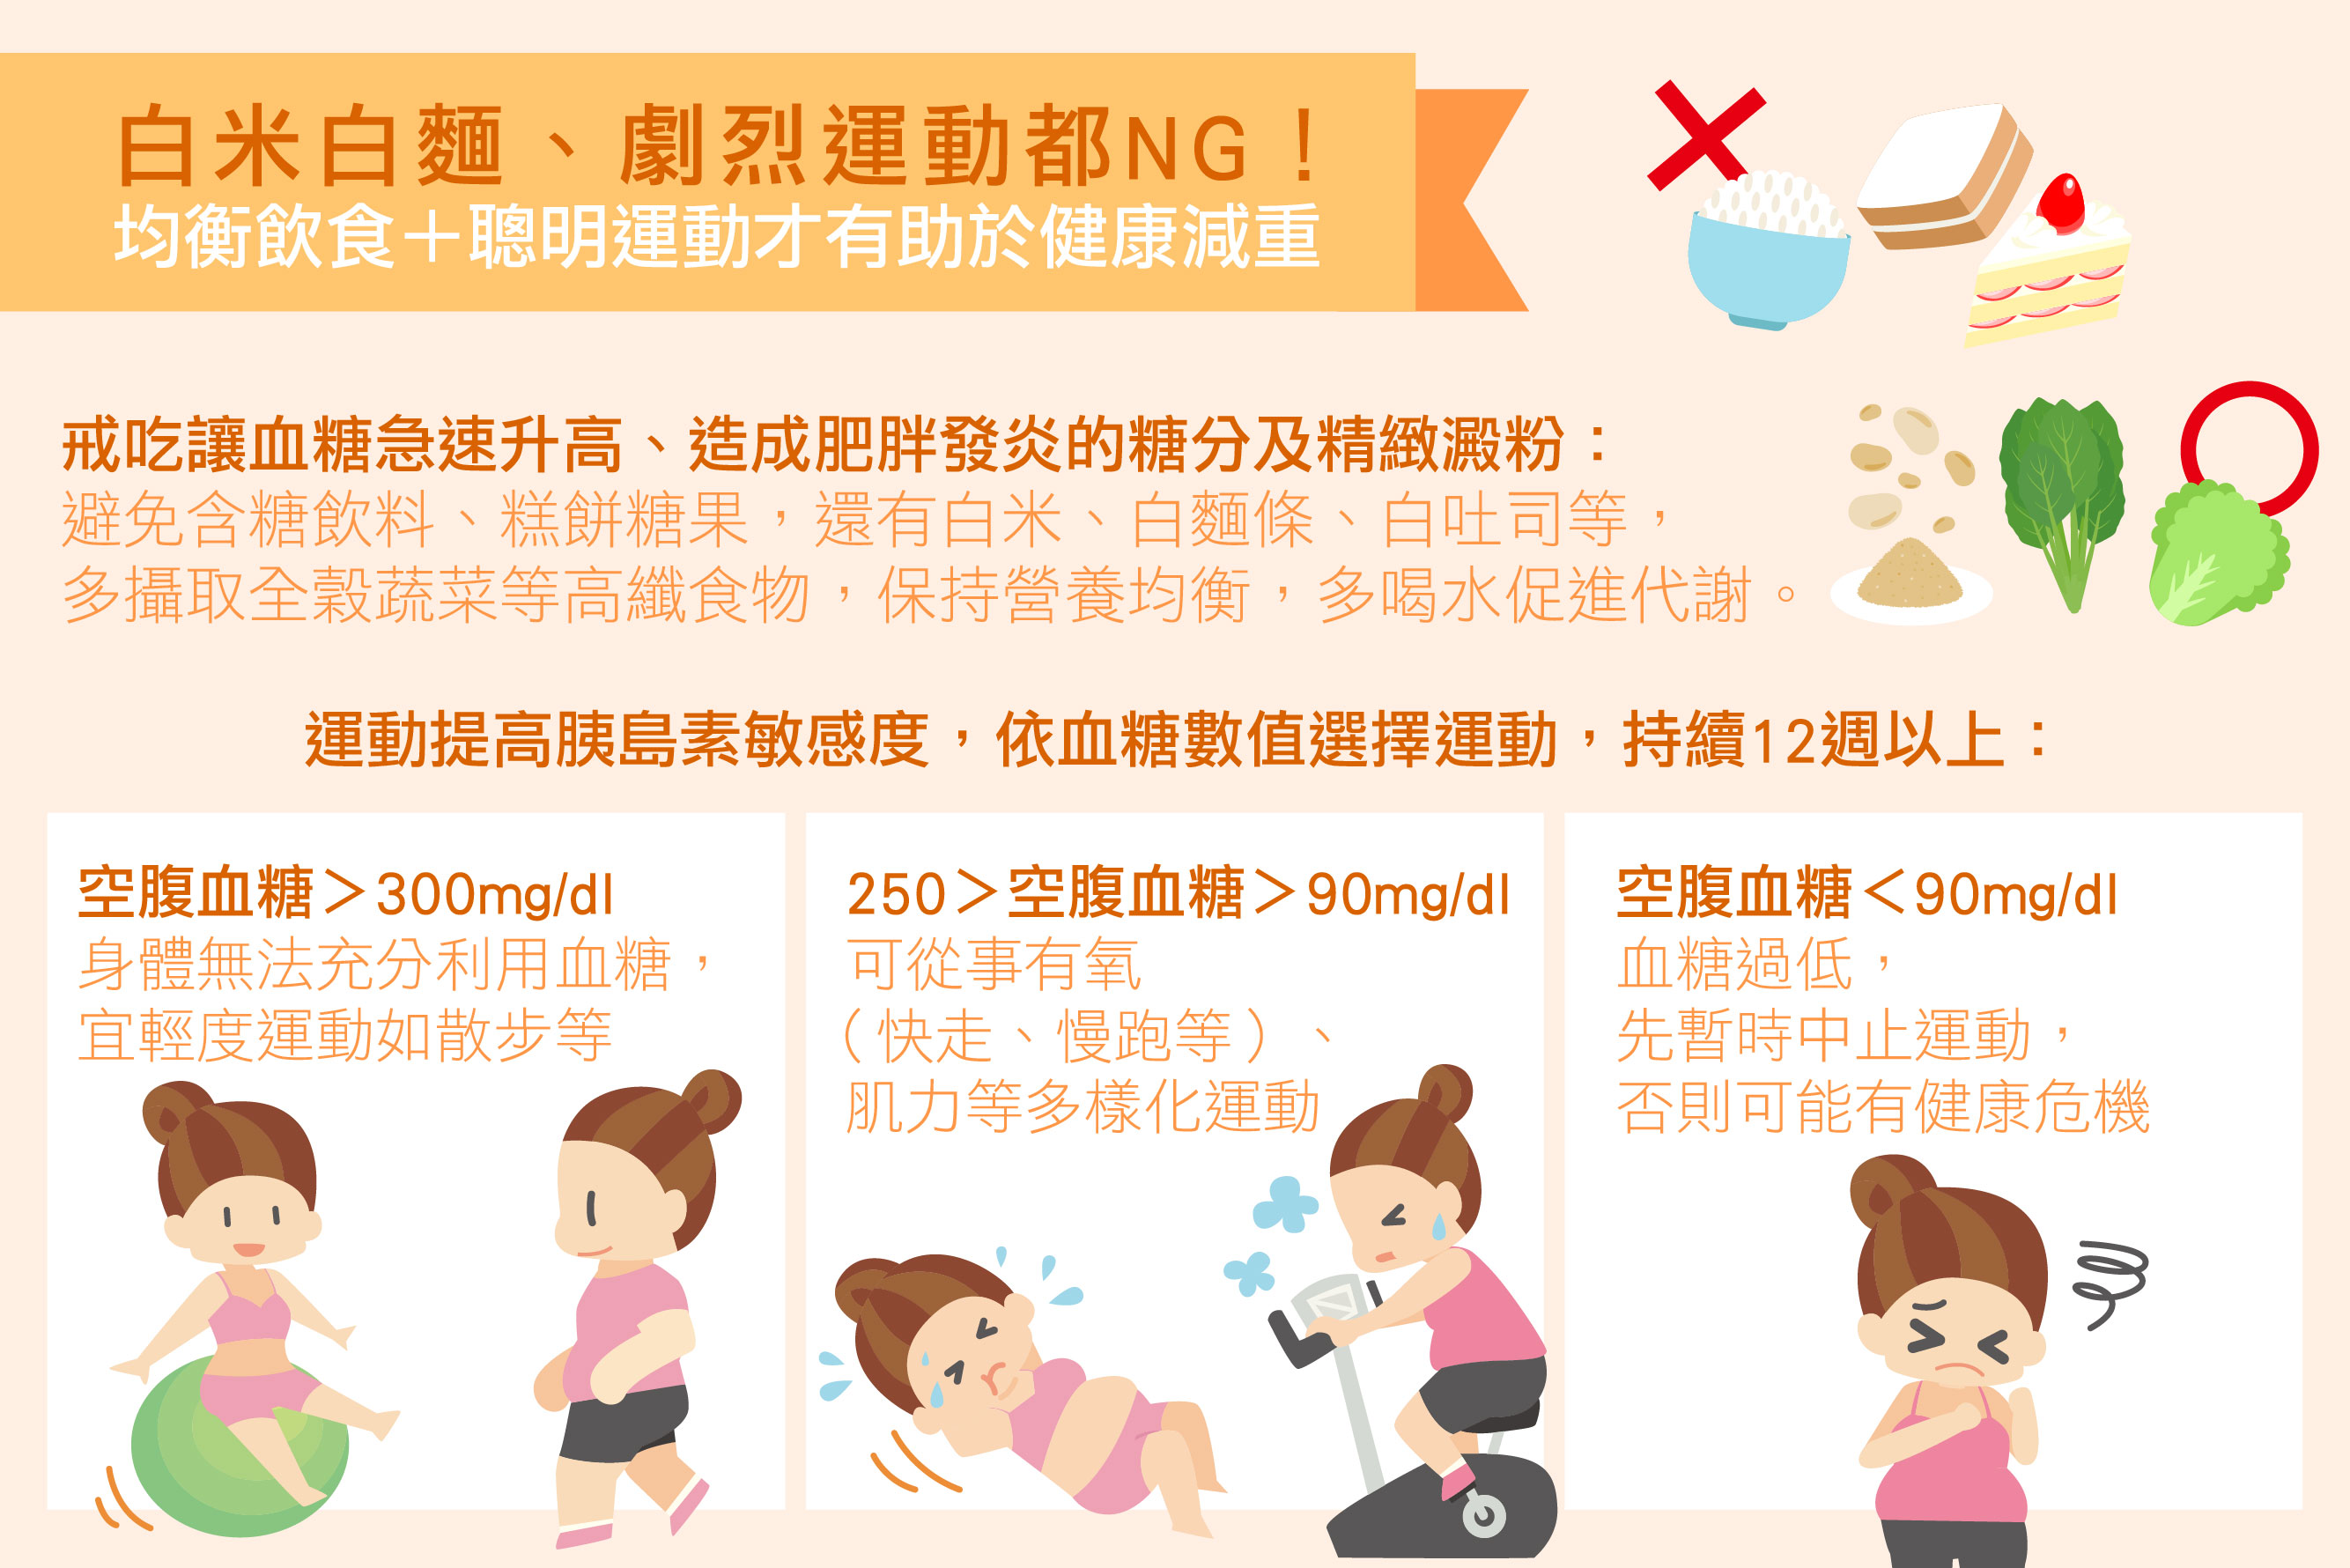 白米白麵、劇烈運動都NG！
均衡飲食＋聰明運動才有助於健康減重
戒吃讓血糖急速升高、造成肥胖發炎的糖分及精緻澱粉：
避免含糖飲料、糕餅糖果，還有白米、白麵條、白吐司等，
多攝取全穀蔬菜等高纖食物，保持營養均衡，多喝水促進代謝。
運動提高胰島素敏感度，依血糖數值選擇運動，持續12週以上：
空腹血糖＞300mg/dl
身體無法充分利用血糖，
宜輕度運動如散步等
250＞空腹血糖＞90mg/dl
可從事有氧
（快走、慢跑等）、
肌力等多樣化運動
空腹血糖＜90mg/dl
血糖過低，
先暫時中止運動，
否則可能有健康危機